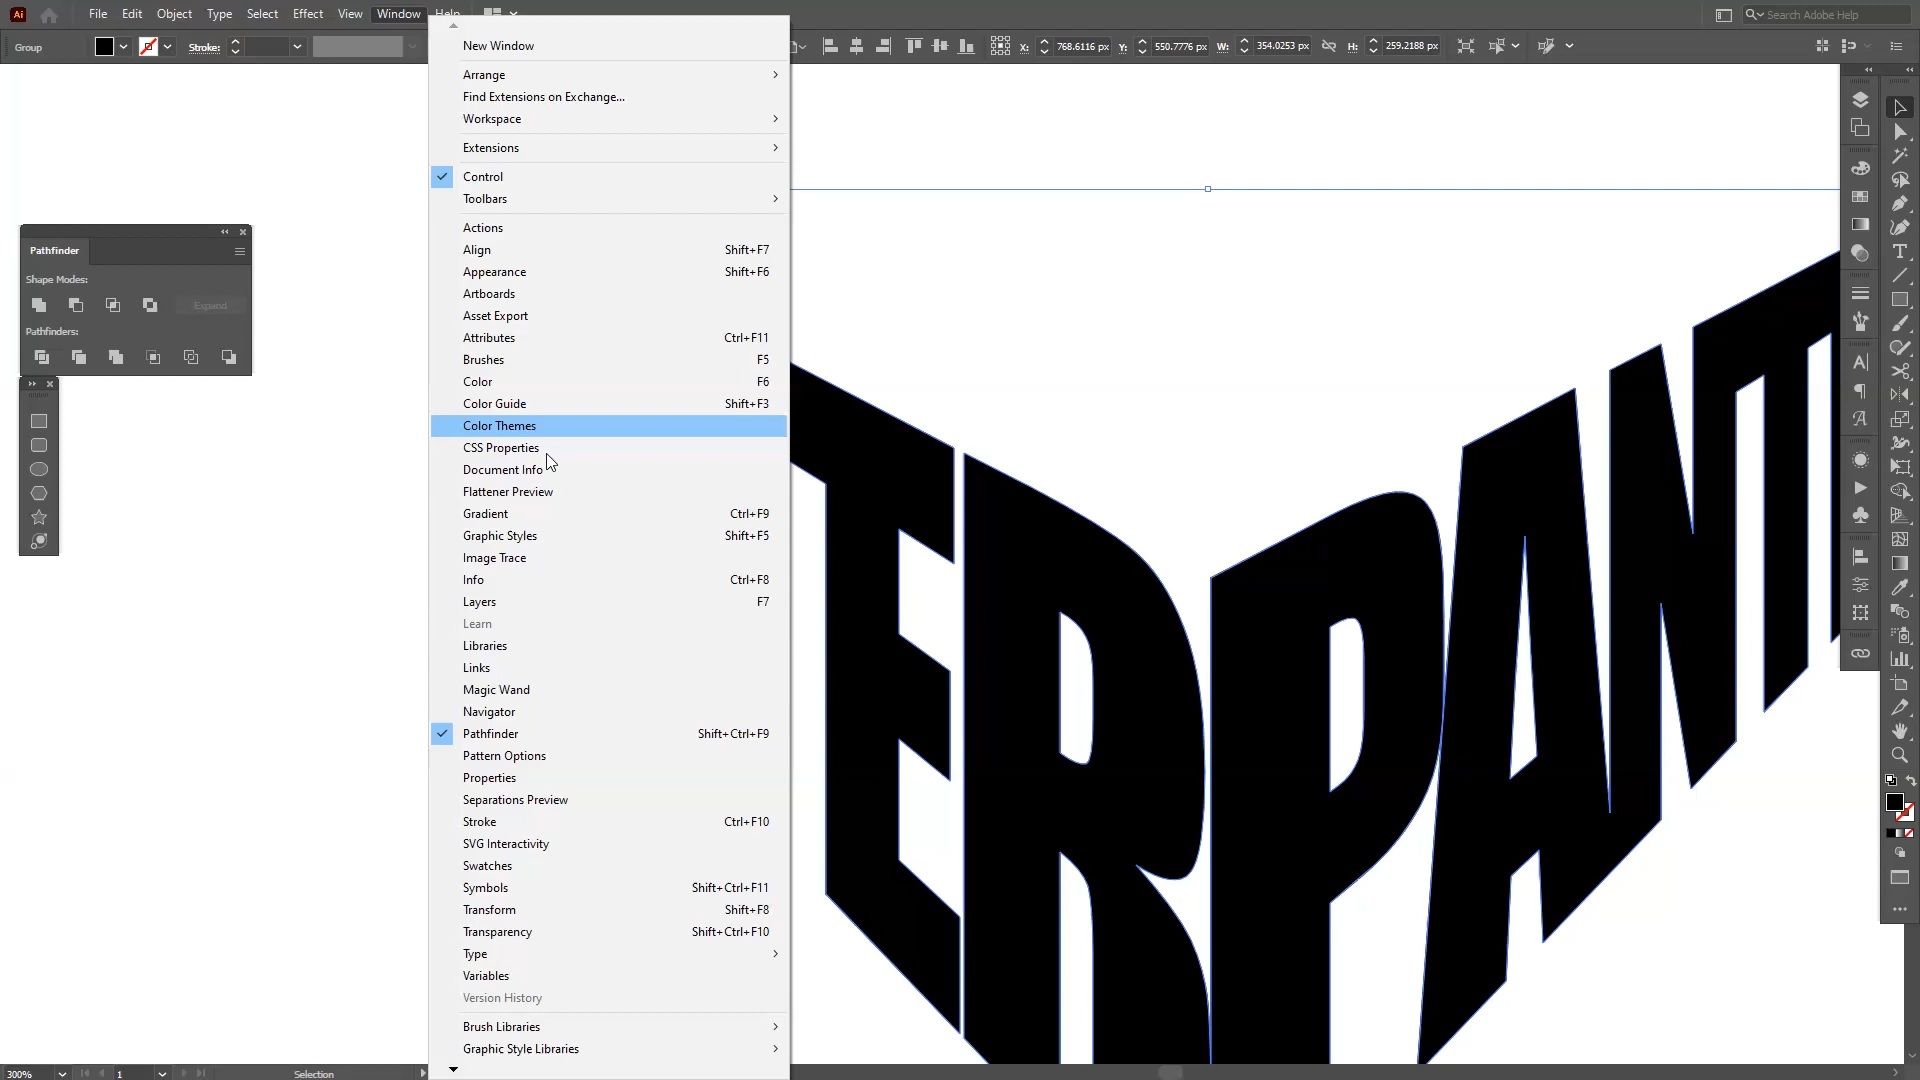 Ai
File Edit Object Type Select Effect View Window Help
Search Adobe Help
Group
Stroke:
X: 768.6116 px Y: 550.7776 px W: 354.0253 px H: 259.2188 px
New Window
Arrange
Find Extensions on Exchange...
Workspace
Extensions
Control
Toolbars
Actions
Align Shift+F7
Appearance Shift+F6
Artboards
Asset Export
Attributes Ctrl+F11
Brushes F5
Color F6
Color Guide Shift+F3
Color Themes
CSS Properties
Document Info
Flattener Preview
Gradient Ctrl+F9
Graphic Styles Shift+F5
Image Trace
Info Ctrl+F8
Layers F7
Learn
Libraries
Links
Magic Wand
Navigator
Pathfinder Shift+Ctrl+F9
Pattern Options
Properties
Separations Preview
Stroke Ctrl+F10
SVG Interactivity
Swatches
Symbols Shift+Ctrl+F11
Transform Shift+F8
Transparency Shift+Ctrl+F10
Type
Variables
Version History
Brush Libraries
Graphic Style Libraries
Pathfinder
Shape Modes:
Expand
Pathfinders:
TERPANT
300% 1 Selection